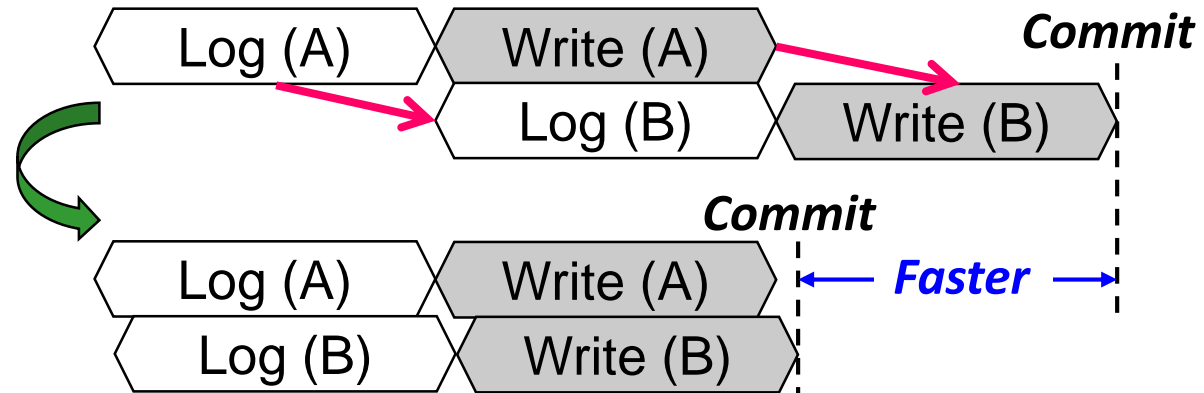 Log (A) Write (A) Commit
Log (B) Write (B)
Commit
Log (A) Write (A) Faster
Log (B) Write (B)